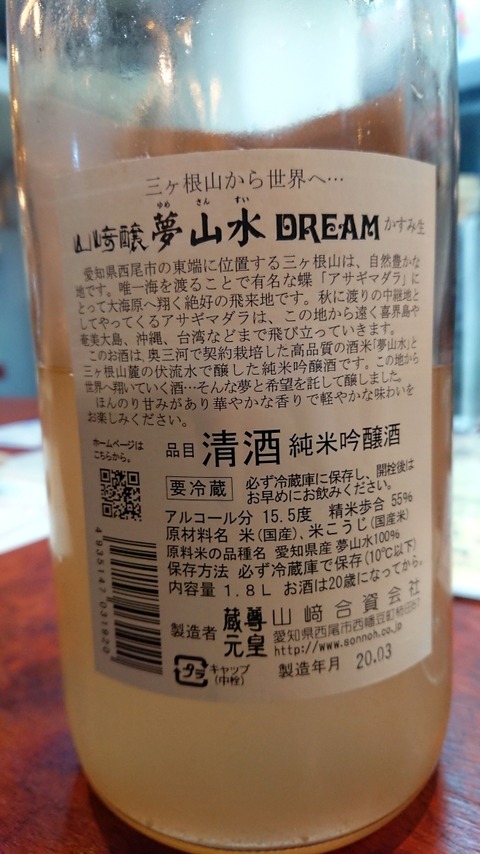 三ヶ根山から世界へ…
山﨑醸 夢山水 DREAM かすみ生
ゆめ さん すい
愛知県西尾市の東端に位置する三ヶ根山は、自然豊かな
地です。唯一海を渡ることで有名な蝶「アサギマダラ」に
とって大海原へ翔く絶好の飛来地です。秋に渡りの中継地と
してやってくるアサギマダラは、この地から遠く喜界島や
奄美大島、沖縄、台湾などまで飛び立っていきます。
このお酒は、奥三河で契約栽培した高品質の酒米「夢山水」と
三ヶ根山麓の伏流水で醸した純米吟醸酒です。この地から
世界へ翔いていく酒…そんな夢と希望を託して醸しました。
ほんのり甘みがあり華やかな香りで軽やかな味わいを
お楽しみください。
ホームページは
こちらから。
品目 清酒 純米吟醸酒
要冷蔵 必ず冷蔵庫に保存し、開栓後は
お早めにお飲みください。
アルコール分 15.5度 精米歩合 55%
原材料名 米(国産)、米こうじ(国産米)
原料米の品種名 愛知県産 夢山水100%
保存方法 必ず冷蔵庫で保存(10℃以下)
内容量 1.8L お酒は20歳になってから。
製造者 尊皇蔵元 山﨑合資会社
愛知県西尾市西幡豆町柿田57
http://www.sonnoh.co.jp
キャップ
(中栓)
プラ
製造年月 20.03
4935147031920